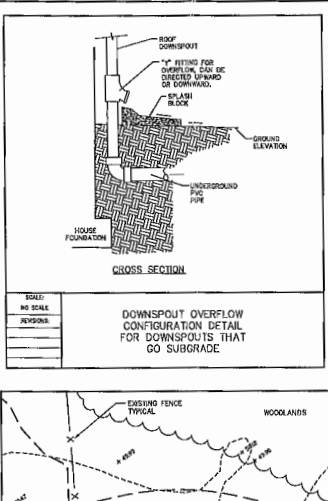 ROOF
DOWNSPOUT
"Y" FITTING FOR
OVERFLOW, CAN BE
DIRECTED UPWARD
OR DOWNWARD.
SPLASH
BLOCK
GROUND
ELEVATION
UNDERGROUND
PVC
PIPE
HOUSE
FOUNDATION
CROSS SECTION
SCALE:
NO SCALE
REVISIONS:
DOWNSPOUT OVERFLOW
CONFIGURATION DETAIL
FOR DOWNSPOUTS THAT
GO SUBGRADE
EXISTING FENCE
TYPICAL
WOODLANDS